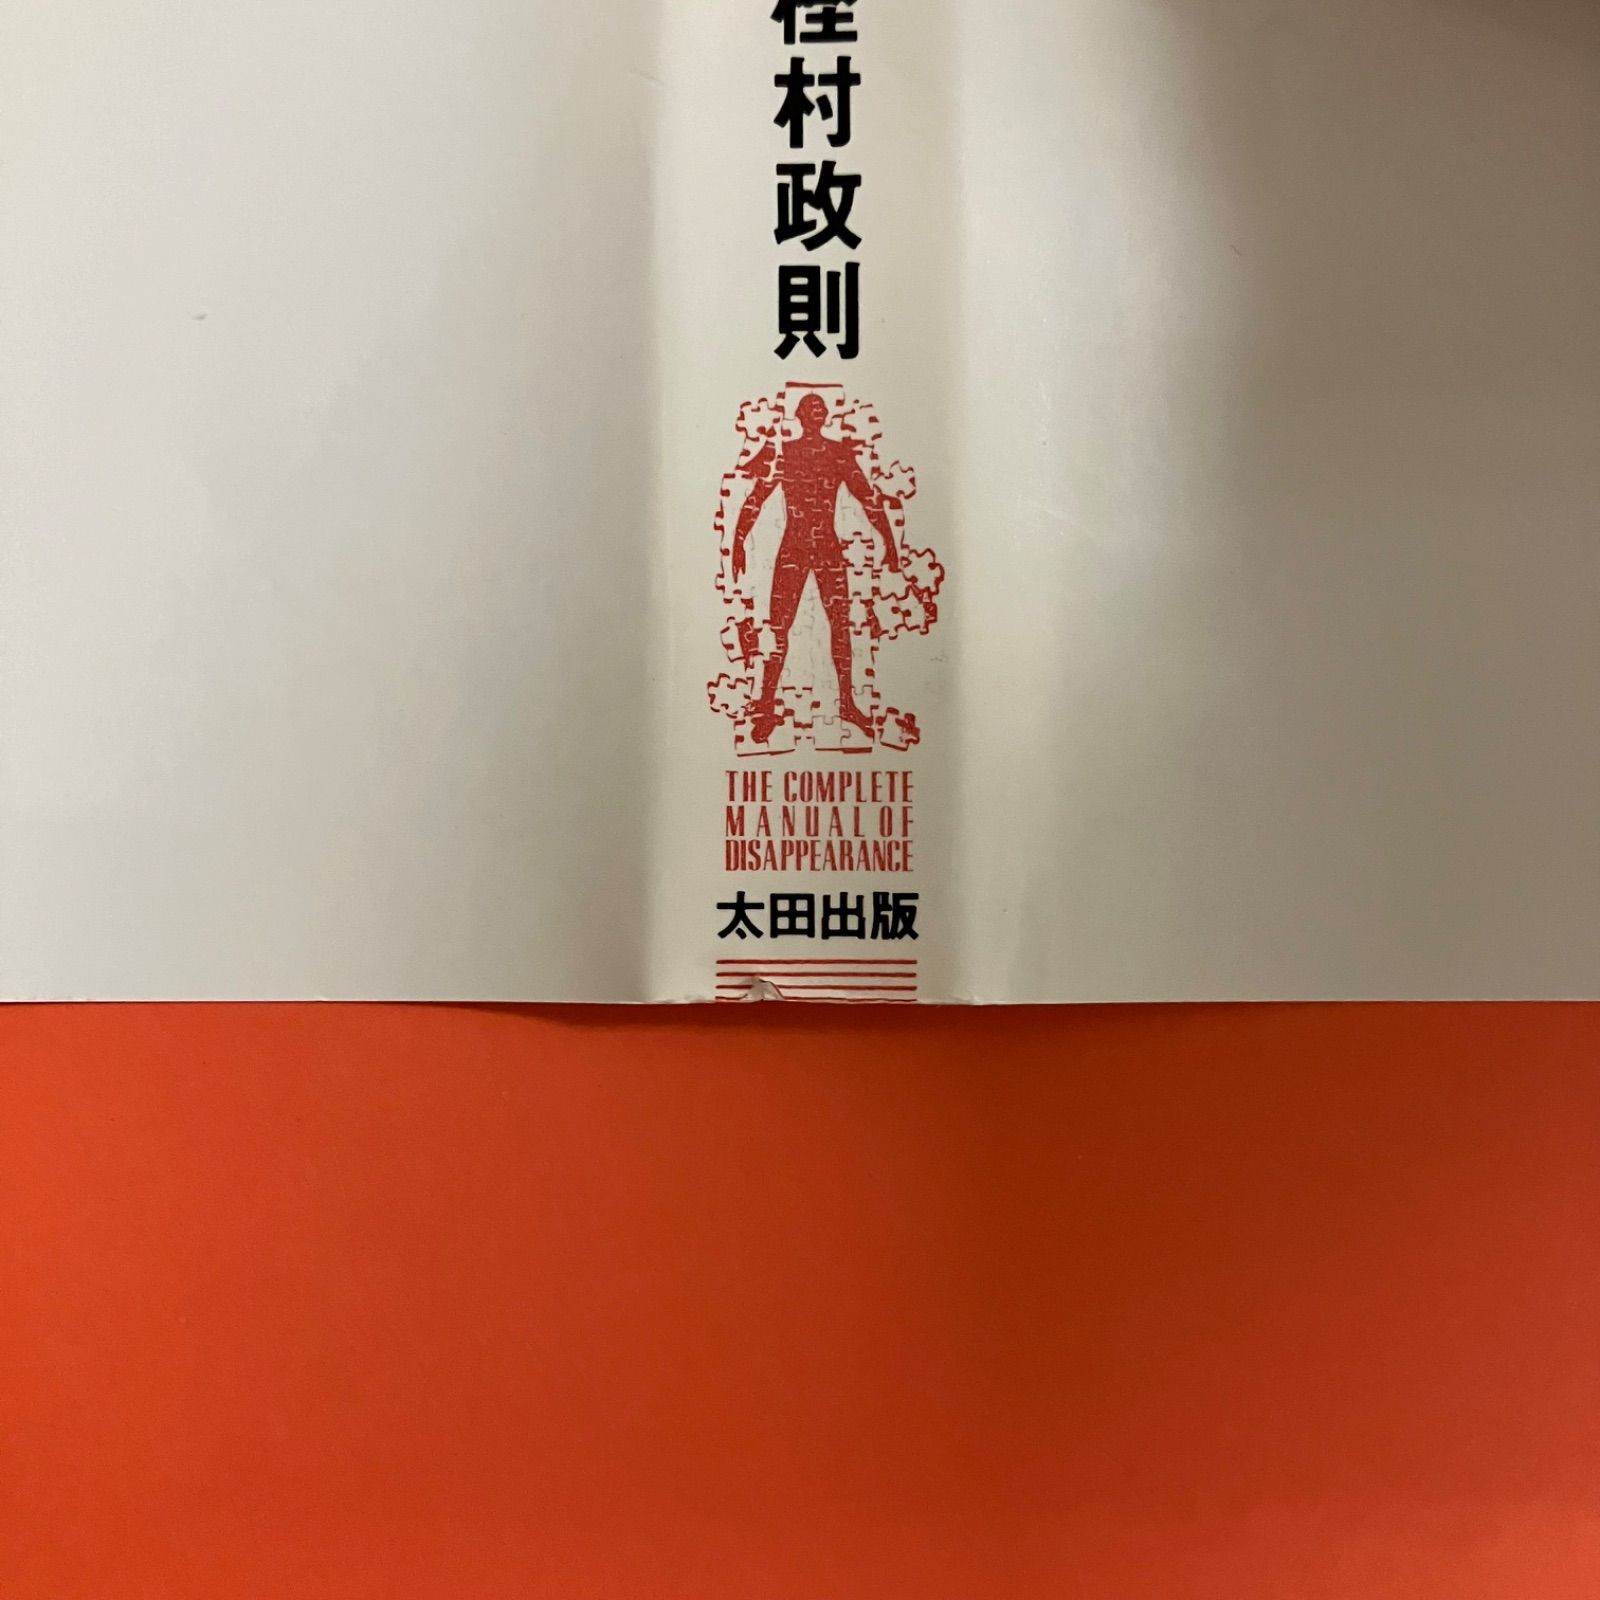 村政則
THE COMPLETE
MANUAL OF
DISAPPEARANCE
太田出版